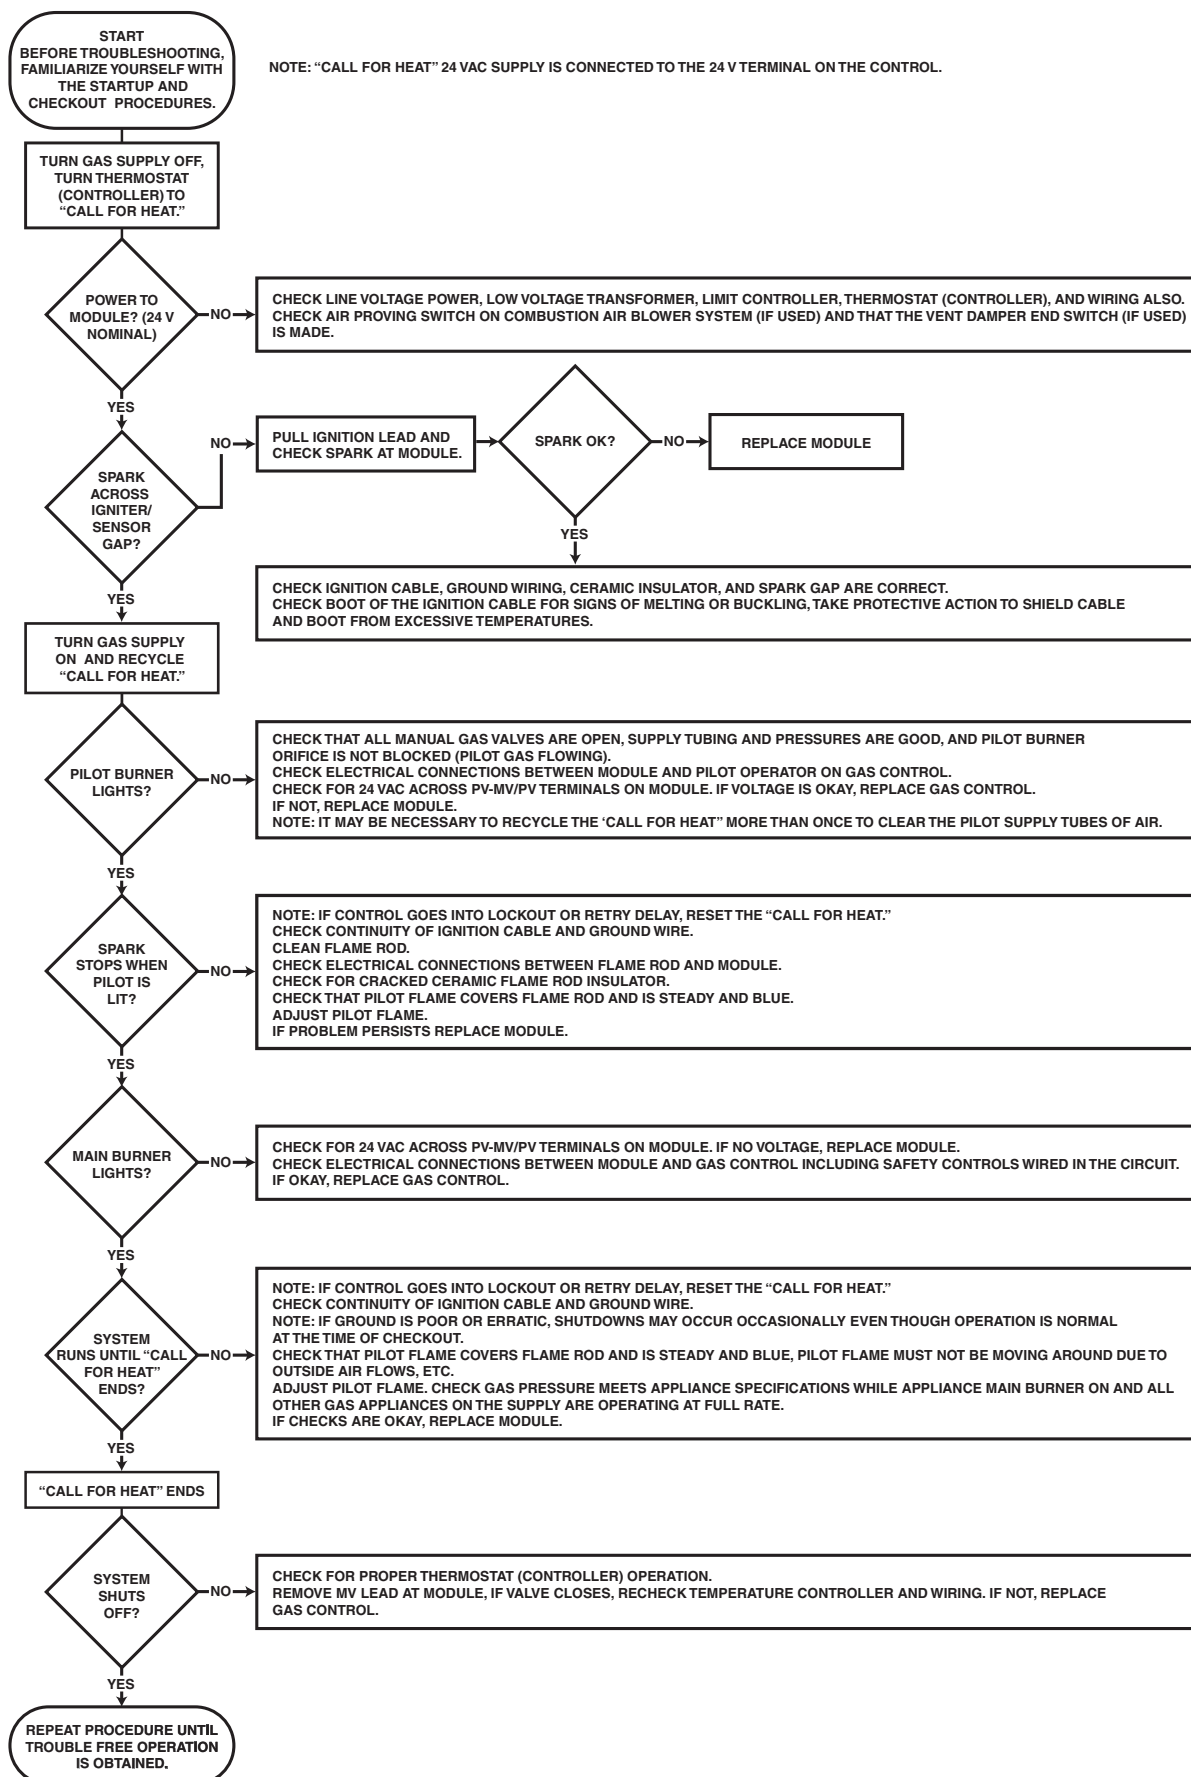 START
BEFORE TROUBLESHOOTING,
FAMILIARIZE YOURSELF WITH
THE STARTUP AND
CHECKOUT PROCEDURES.
NOTE: “CALL FOR HEAT” 24 VAC SUPPLY IS CONNECTED TO THE 24 V TERMINAL ON THE CONTROL.
TURN GAS SUPPLY OFF,
TURN THERMOSTAT
(CONTROLLER) TO
“CALL FOR HEAT.”
POWER TO
MODULE? (24 V
NOMINAL)
NO
CHECK LINE VOLTAGE POWER, LOW VOLTAGE TRANSFORMER, LIMIT CONTROLLER, THERMOSTAT (CONTROLLER), AND WIRING ALSO.
CHECK AIR PROVING SWITCH ON COMBUSTION AIR BLOWER SYSTEM (IF USED) AND THAT THE VENT DAMPER END SWITCH (IF USED)
IS MADE.
YES
SPARK
ACROSS
IGNITER/
SENSOR
GAP?
NO
PULL IGNITION LEAD AND
CHECK SPARK AT MODULE.
SPARK OK?
NO
REPLACE MODULE
YES
CHECK IGNITION CABLE, GROUND WIRING, CERAMIC INSULATOR, AND SPARK GAP ARE CORRECT.
CHECK BOOT OF THE IGNITION CABLE FOR SIGNS OF MELTING OR BUCKLING, TAKE PROTECTIVE ACTION TO SHIELD CABLE
AND BOOT FROM EXCESSIVE TEMPERATURES.
YES
TURN GAS SUPPLY
ON AND RECYCLE
“CALL FOR HEAT.”
PILOT BURNER
LIGHTS?
NO
CHECK THAT ALL MANUAL GAS VALVES ARE OPEN, SUPPLY TUBING AND PRESSURES ARE GOOD, AND PILOT BURNER
ORIFICE IS NOT BLOCKED (PILOT GAS FLOWING).
CHECK ELECTRICAL CONNECTIONS BETWEEN MODULE AND PILOT OPERATOR ON GAS CONTROL.
CHECK FOR 24 VAC ACROSS PV-MV/PV TERMINALS ON MODULE. IF VOLTAGE IS OKAY, REPLACE GAS CONTROL.
IF NOT, REPLACE MODULE.
NOTE: IT MAY BE NECESSARY TO RECYCLE THE ‘CALL FOR HEAT” MORE THAN ONCE TO CLEAR THE PILOT SUPPLY TUBES OF AIR.
YES
SPARK
STOPS WHEN
PILOT IS
LIT?
NO
NOTE: IF CONTROL GOES INTO LOCKOUT OR RETRY DELAY, RESET THE “CALL FOR HEAT.”
CHECK CONTINUITY OF IGNITION CABLE AND GROUND WIRE.
CLEAN FLAME ROD.
CHECK ELECTRICAL CONNECTIONS BETWEEN FLAME ROD AND MODULE.
CHECK FOR CRACKED CERAMIC FLAME ROD INSULATOR.
CHECK THAT PILOT FLAME COVERS FLAME ROD AND IS STEADY AND BLUE.
ADJUST PILOT FLAME.
IF PROBLEM PERSISTS REPLACE MODULE.
YES
MAIN BURNER
LIGHTS?
NO
CHECK FOR 24 VAC ACROSS PV-MV/PV TERMINALS ON MODULE. IF NO VOLTAGE, REPLACE MODULE.
CHECK ELECTRICAL CONNECTIONS BETWEEN MODULE AND GAS CONTROL INCLUDING SAFETY CONTROLS WIRED IN THE CIRCUIT.
IF OKAY, REPLACE GAS CONTROL.
YES
SYSTEM
RUNS UNTIL “CALL
FOR HEAT”
ENDS?
NO
NOTE: IF CONTROL GOES INTO LOCKOUT OR RETRY DELAY, RESET THE “CALL FOR HEAT.”
CHECK CONTINUITY OF IGNITION CABLE AND GROUND WIRE.
NOTE: IF GROUND IS POOR OR ERRATIC, SHUTDOWNS MAY OCCUR OCCASIONALLY EVEN THOUGH OPERATION IS NORMAL
AT THE TIME OF CHECKOUT.
CHECK THAT PILOT FLAME COVERS FLAME ROD AND IS STEADY AND BLUE, PILOT FLAME MUST NOT BE MOVING AROUND DUE TO
OUTSIDE AIR FLOWS, ETC.
ADJUST PILOT FLAME. CHECK GAS PRESSURE MEETS APPLIANCE SPECIFICATIONS WHILE APPLIANCE MAIN BURNER ON AND ALL
OTHER GAS APPLIANCES ON THE SUPPLY ARE OPERATING AT FULL RATE.
IF CHECKS ARE OKAY, REPLACE MODULE.
YES
“CALL FOR HEAT” ENDS
SYSTEM
SHUTS
OFF?
NO
CHECK FOR PROPER THERMOSTAT (CONTROLLER) OPERATION.
REMOVE MV LEAD AT MODULE, IF VALVE CLOSES, RECHECK TEMPERATURE CONTROLLER AND WIRING. IF NOT, REPLACE
GAS CONTROL.
YES
REPEAT PROCEDURE UNTIL
TROUBLE FREE OPERATION
IS OBTAINED.